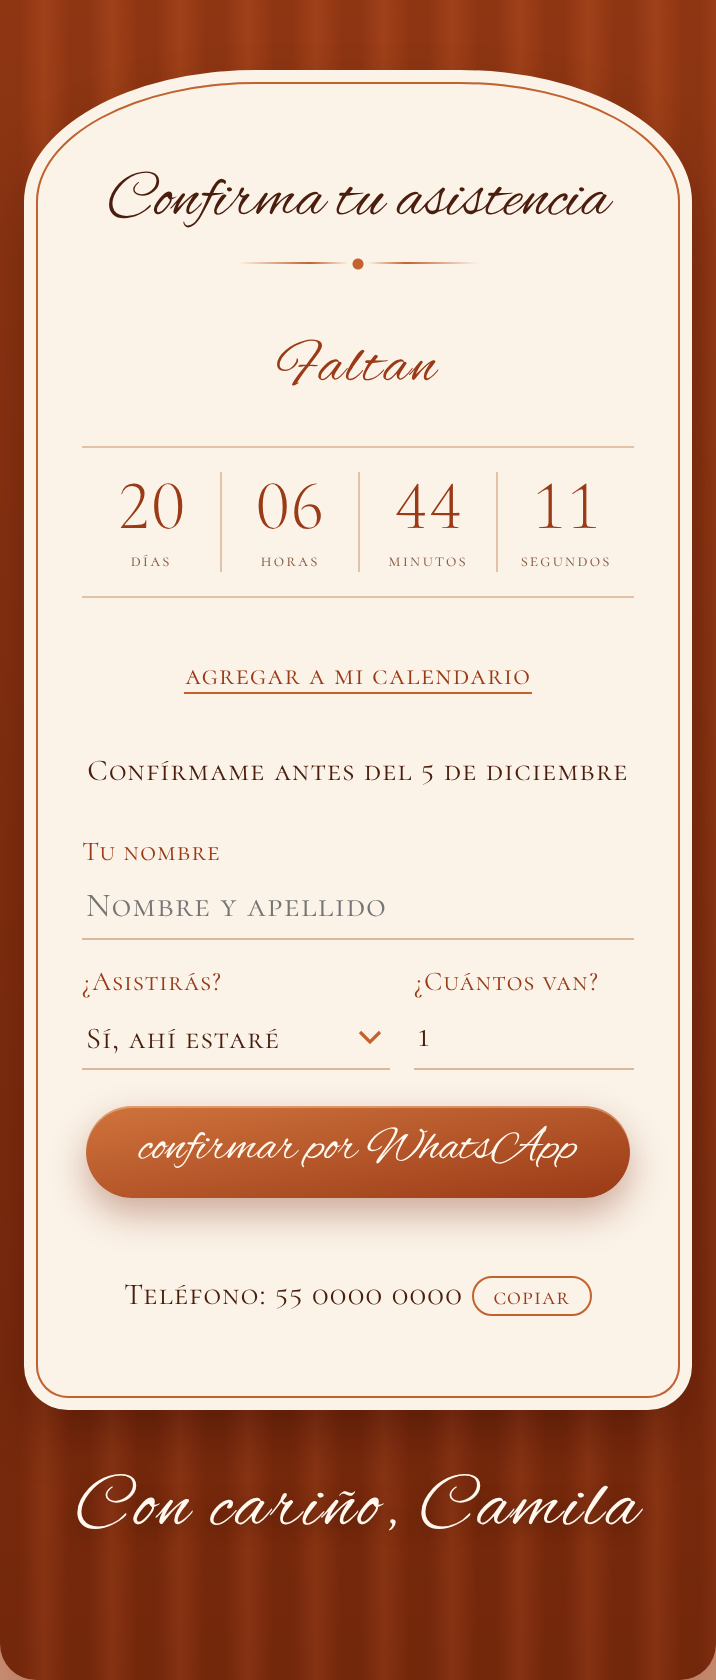 Confirma tu asistencia
Faltan
20 06 44 11
DÍAS HORAS MINUTOS SEGUNDOS
AGREGAR A MI CALENDARIO
Confírmame antes del 5 de diciembre
Tu nombre
Nombre y apellido
¿Asistirás? ¿Cuántos van?
Sí, ahí estaré 1
confirmar por WhatsApp
Teléfono: 55 0000 0000 COPIAR
Con cariño, Camila